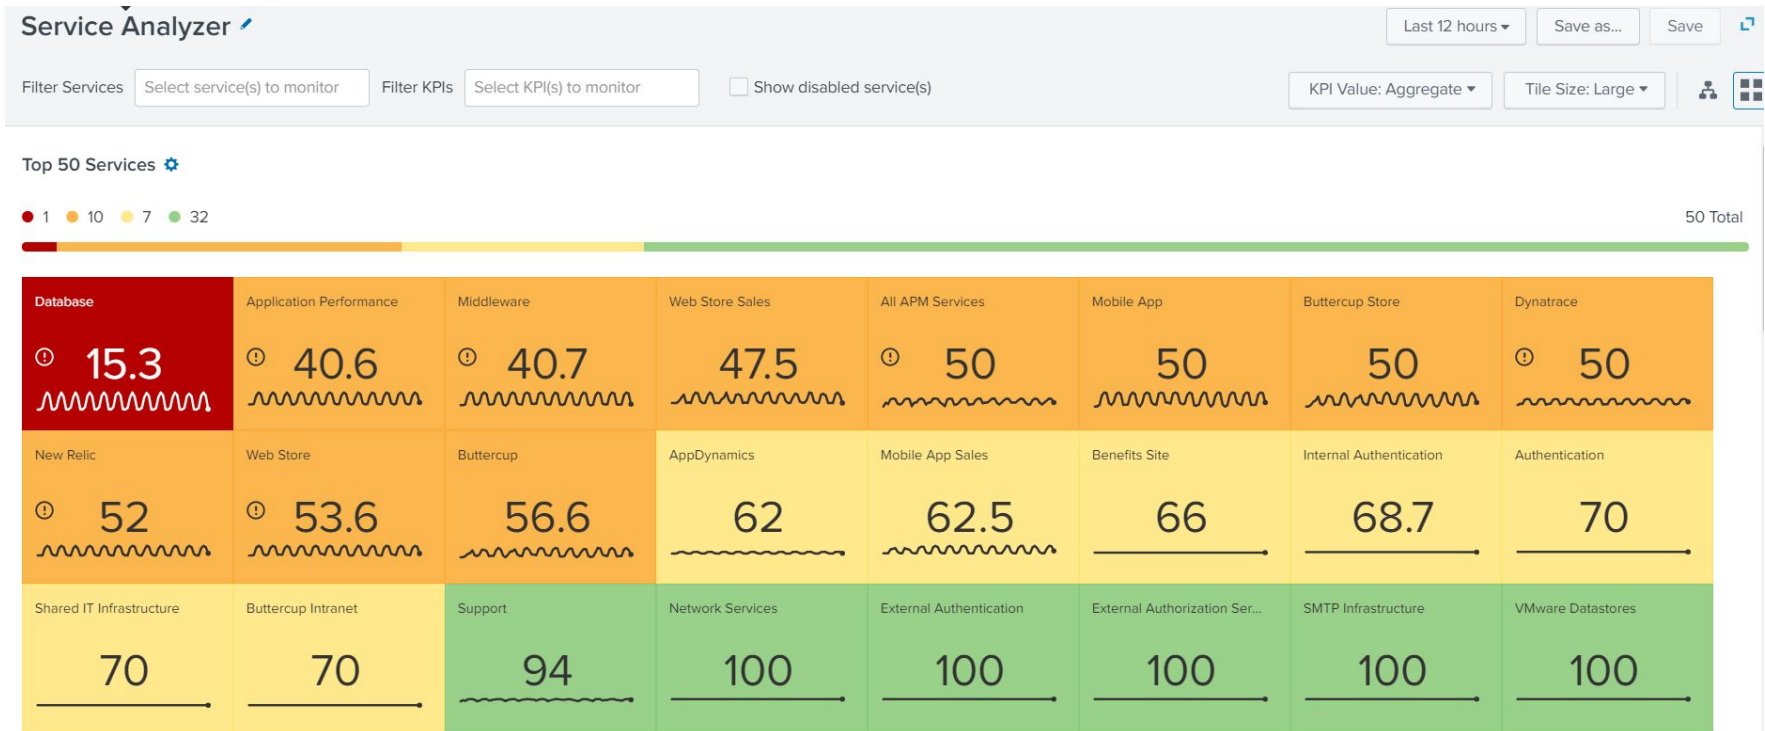 Service Analyzer
Last 12 hours
Save as...
Save
Filter Services
Select service(s) to monitor
Filter KPIs
Select KPI(s) to monitor
Show disabled service(s)
KPI Value: Aggregate
Tile Size: Large
Top 50 Services
1 10 7 32
50 Total
Database
Application Performance
Middleware
Web Store Sales
All APM Services
Mobile App
Buttercup Store
Dynatrace
15.3
40.6
40.7
47.5
50
50
50
50
New Relic
Web Store
Buttercup
AppDynamics
Mobile App Sales
Benefits Site
Internal Authentication
Authentication
52
53.6
56.6
62
62.5
66
68.7
70
Shared IT Infrastructure
Buttercup Intranet
Support
Network Services
External Authentication
External Authorization Ser...
SMTP Infrastructure
VMware Datastores
70
70
94
100
100
100
100
100